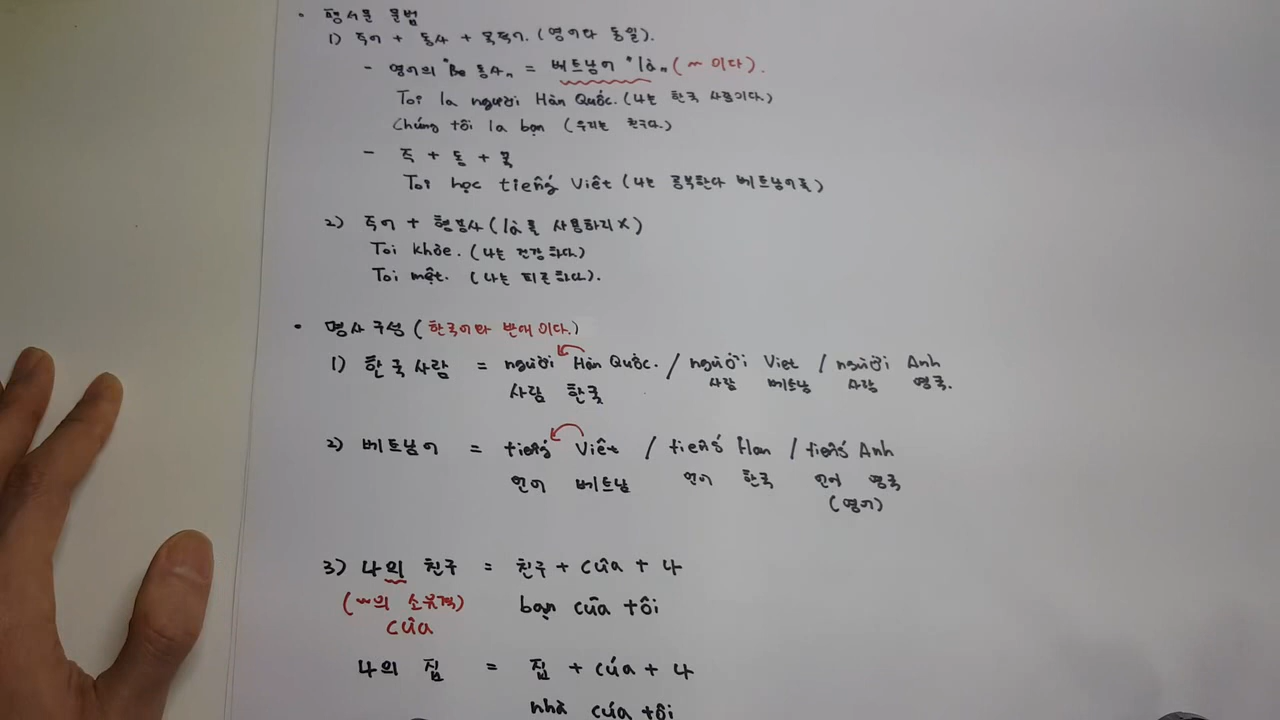 • 평서문 문법
1) 주어 + 동사 + 목적어. (영어와 동일).
- 영어의 "Be 동사" = 베트남어 "là" (~ 이다).
Toi la người Hàn Quốc. (나는 한국 사람이다.)
Chúng tôi la bạn (우리는 친구다.)
- 주 + 동 + 목
Toi học tiếng Việt (나는 공부한다 베트남어를)
2) 주어 + 형용사 (là를 사용하지 X)
Toi khỏe. (나는 건강하다)
Toi mệt. (나는 피곤하다).
• 명사 구성 (한국어와 반대이다.)
1) 한국사람 = người Hàn Quốc. / người Viet / người Anh
사람 한국 사람 베트남 사람 영국.
2) 베트남어 = tiếng Việt / tiếng Han / tiếng Anh
언어 베트남 언어 한국 언어 영국
(영어)
3) 나의 친구 = 친구 + của + 나
(~의 소유격) bạn của tôi
của
나의 집 = 집 + của + 나
nhà của tôi